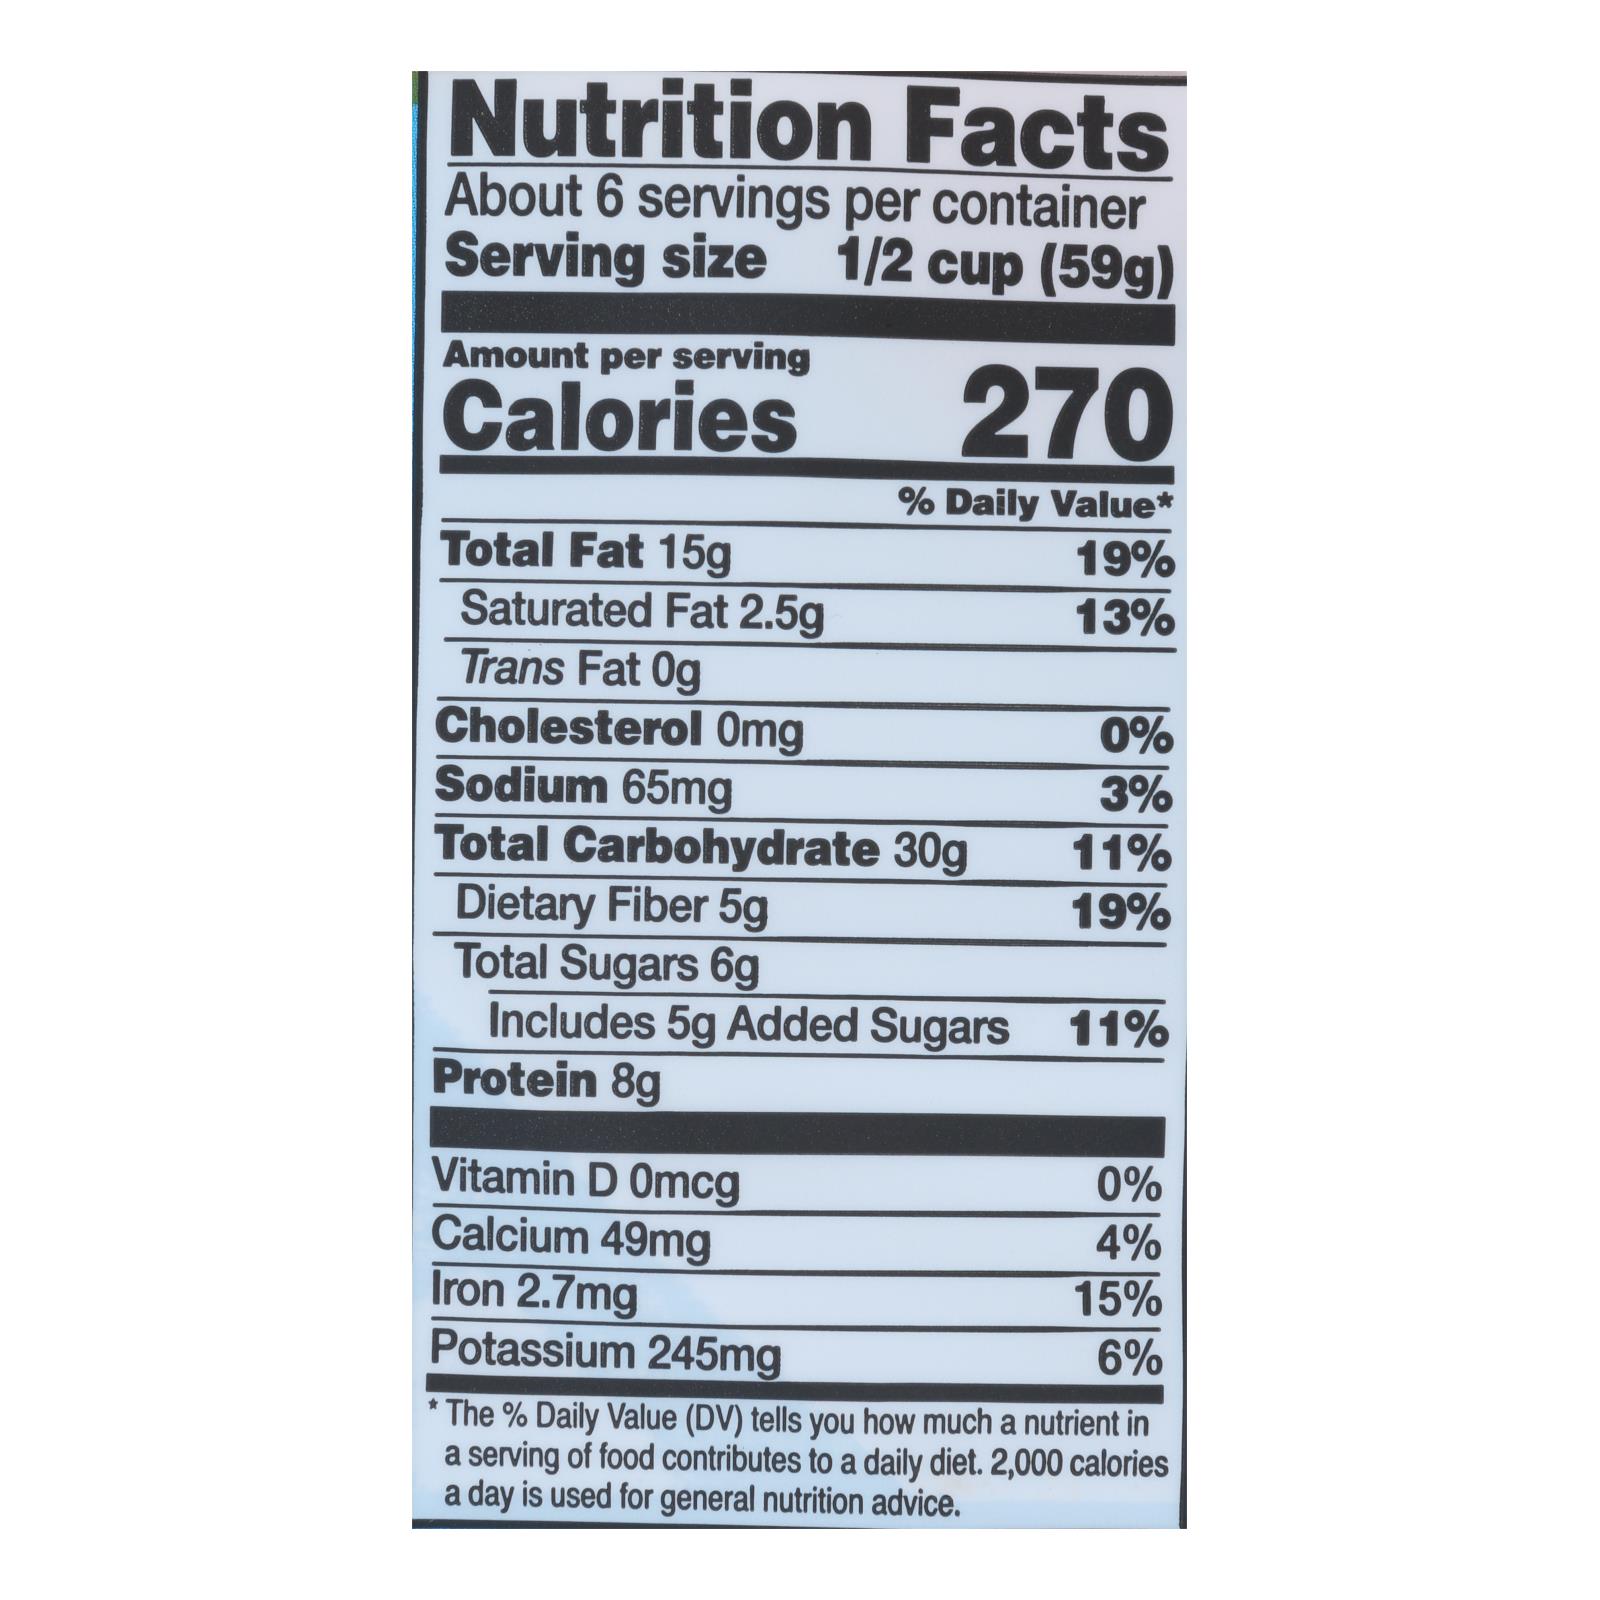 Nutrition Facts
About 6 servings per container
Serving size 1/2 cup (59g)
Amount per serving
Calories 270
% Daily Value*
Total Fat 15g 19%
Saturated Fat 2.5g 13%
Trans Fat 0g
Cholesterol 0mg 0%
Sodium 65mg 3%
Total Carbohydrate 30g 11%
Dietary Fiber 5g 19%
Total Sugars 6g
Includes 5g Added Sugars 11%
Protein 8g
Vitamin D 0mcg 0%
Calcium 49mg 4%
Iron 2.7mg 15%
Potassium 245mg 6%
* The % Daily Value (DV) tells you how much a nutrient in
a serving of food contributes to a daily diet. 2,000 calories
a day is used for general nutrition advice.